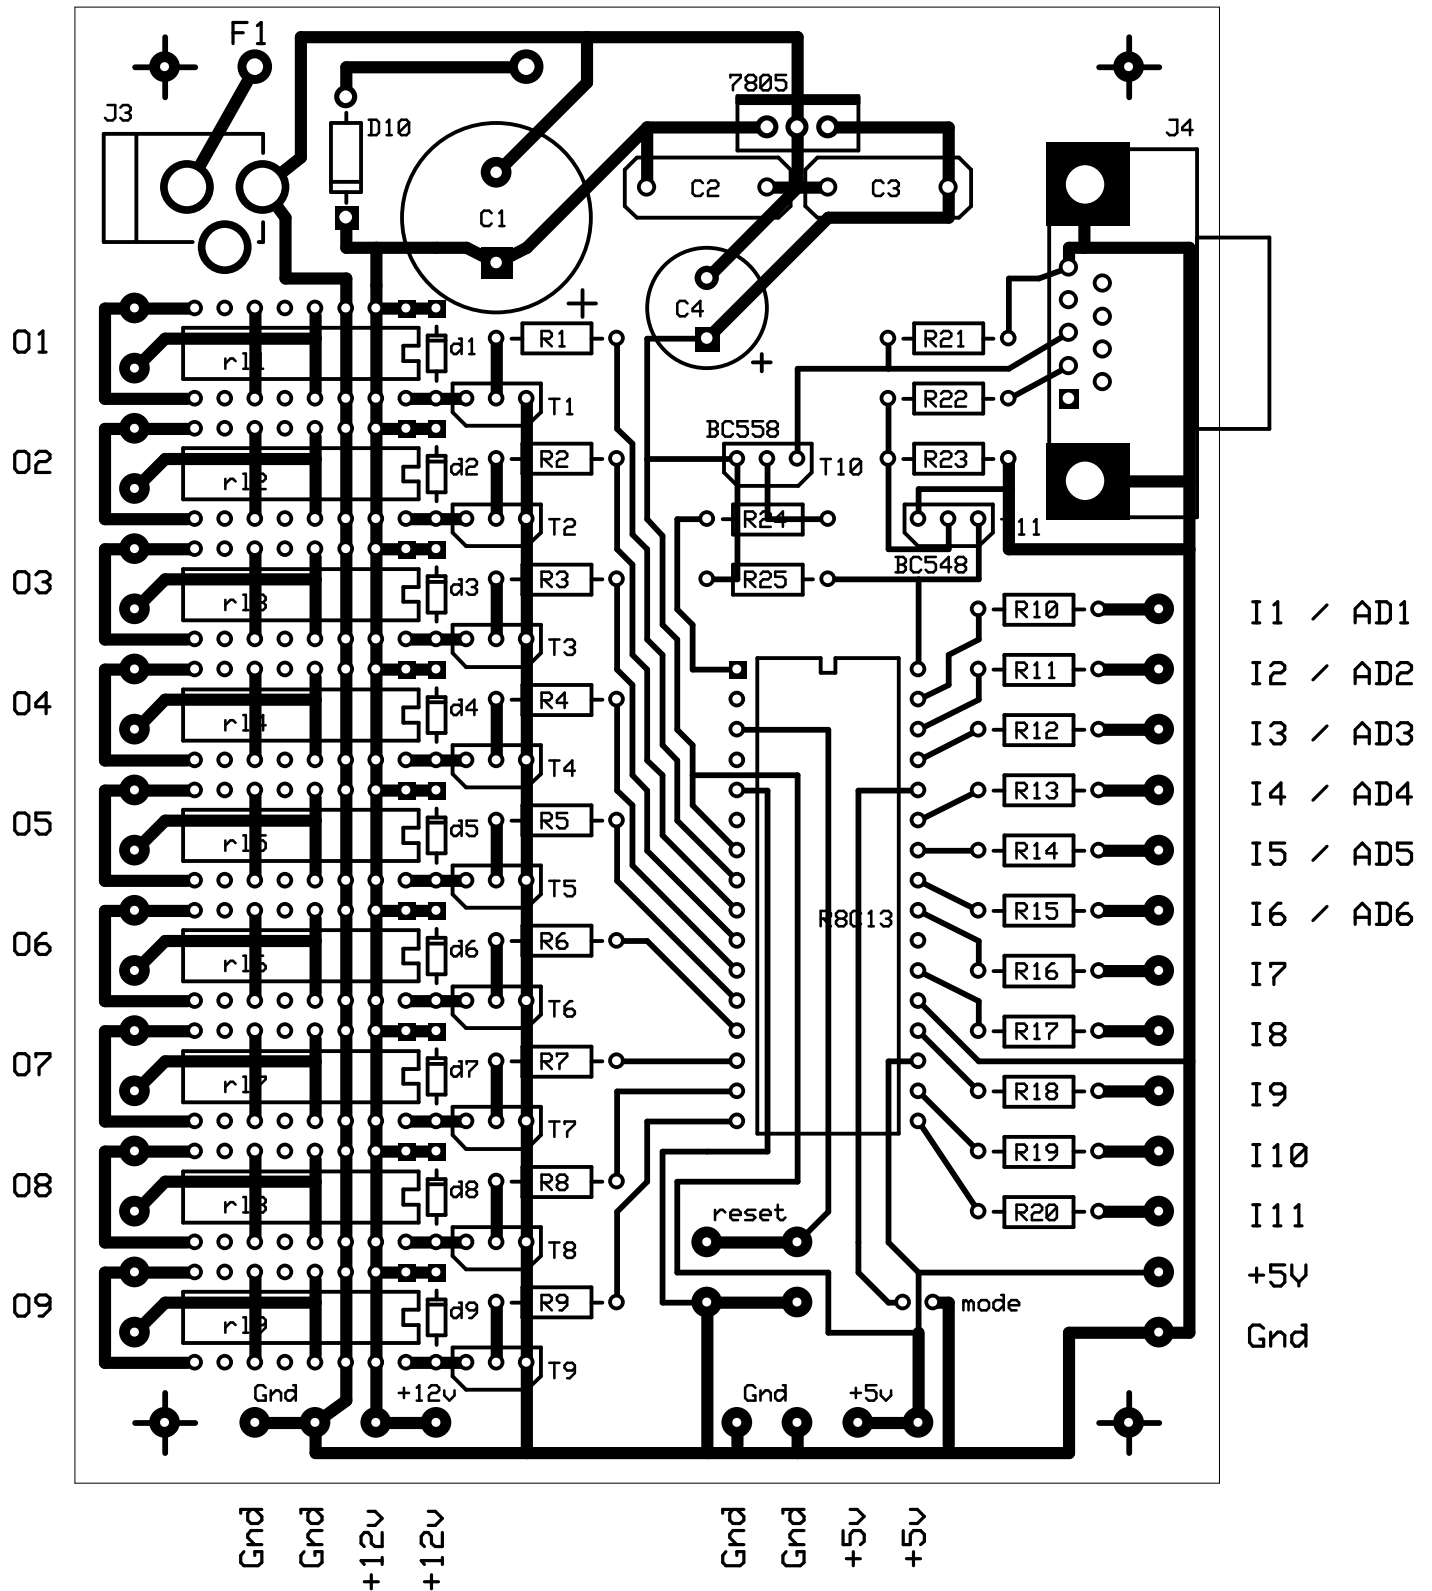 F1
7805
J3
D10
J4
C2
C3
C1
C4
+
+
O1
rl1
d1
R1
R21
T1
R22
BC558
O2
rl2
d2
R2
T10
R23
T2
R24
T11
BC548
O3
rl3
d3
R3
R25
R10
I1 / AD1
T3
R11
I2 / AD2
O4
rl4
d4
R4
R12
I3 / AD3
T4
R13
I4 / AD4
O5
rl5
d5
R5
R14
I5 / AD5
T5
R8C13
R15
I6 / AD6
O6
rl6
d6
R6
R16
I7
T6
R17
I8
O7
rl7
d7
R7
R18
I9
T7
R19
I10
O8
rl8
d8
R8
reset
R20
I11
T8
+5V
O9
rl9
d9
R9
mode
Gnd
T9
Gnd
+12v
Gnd
+5v
Gnd
Gnd
+12v
+12v
Gnd
Gnd
+5v
+5v